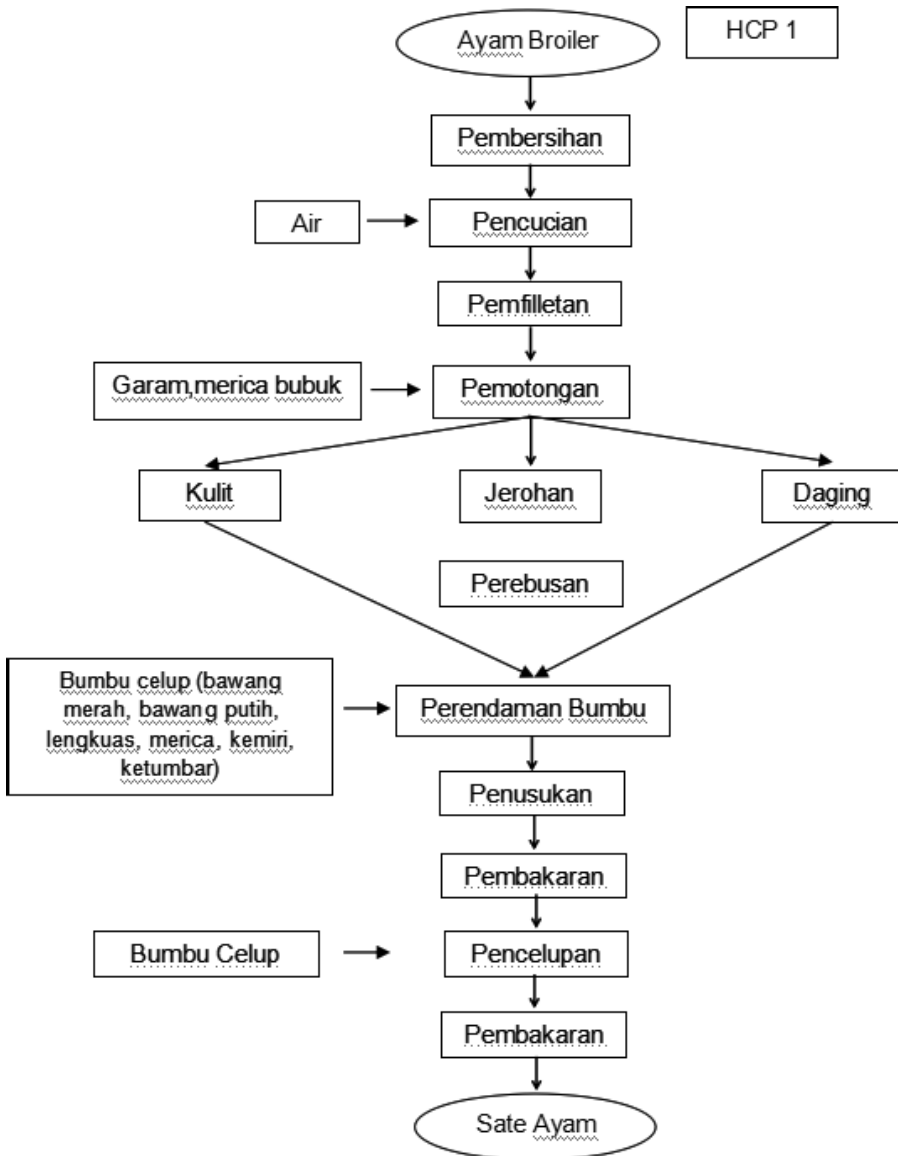 Ayam Broiler
HCP 1
Pembersihan
Air
Pencucian
Pemfilletan
Garam,merica bubuk
Pemotongan
Kulit
Jerohan
Daging
Perebusan
Bumbu celup (bawang
merah, bawang putih,
lengkuas, merica, kemiri,
ketumbar)
Perendaman Bumbu
Penusukan
Pembakaran
Bumbu Celup
Pencelupan
Pembakaran
Sate Ayam